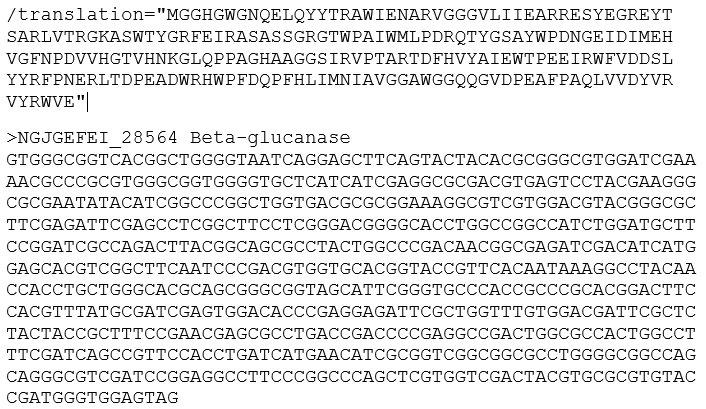 /translation="MGGHGWGNQELQYYTRAWIENARVGGGVLIIEARRESYEGREYT
SARLVTRGKASWTYGRFEIRASASSGRGTWPAIWMLPDRQTYGSAYWPDNGEIDIMEH
VGFNPDVVHGTVHNKGLQPPAGHAAGGSIRVPTARTDFHVYAIEWTPEEIRWFVDDSL
YYRFPNERLTDPEADWRHWPFDQPFHLIMNIAVGGAWGGQQGVDPEAFPAQLVVDYVR
VYRWVE"
>NGJGEFEI_28564 Beta-glucanase
GTGGGCGGTCACGGCTGGGGTAATCAGGAGCTTCAGTACTACACGCGGGCGTGGATCGAA
AACGCCCGCGTGGGCGGTGGGGTGCTCATCATCGAGGCGCGACGTGAGTCCTACGAAGGG
CGCGAATATACATCGGCCCGGCTGGTGACGCGCGGAAAGGCGTCGTGGACGTACGGGCGC
TTCGAGATTCGAGCCTCGGCTTCCTCGGGACGGGGCACCTGGCCGGCCATCTGGATGCTT
CCGGATCGCCAGACTTACGGCAGCGCCTACTGGCCCGACAACGGCGAGATCGACATCATG
GAGCACGTCGGCTTCAATCCCGACGTGGTGCACGGTACCGTTCACAATAAAGGCCTACAA
CCACCTGCTGGGCACGCAGCGGGCGGTAGCATTCGGGTGCCCACCGCCCGCACGGACTTC
CACGTTTATGCGATCGAGTGGACACCCGAGGAGATTCGCTGGTTTGTGGACGATTCGCTC
TACTACCGCTTTCCGAACGAGCGCCTGACCGACCCCGAGGCCGACTGGCGCCACTGGCCT
TTCGATCAGCCGTTCCACCTGATCATGAACATCGCGGTCGGCGGCGCCTGGGGCGGCCAG
CAGGGCGTCGATCCGGAGGCCTTCCCGGCCCAGCTCGTGGTCGACTACGTGCGCGTGTAC
CGATGGGTGGAGTAG